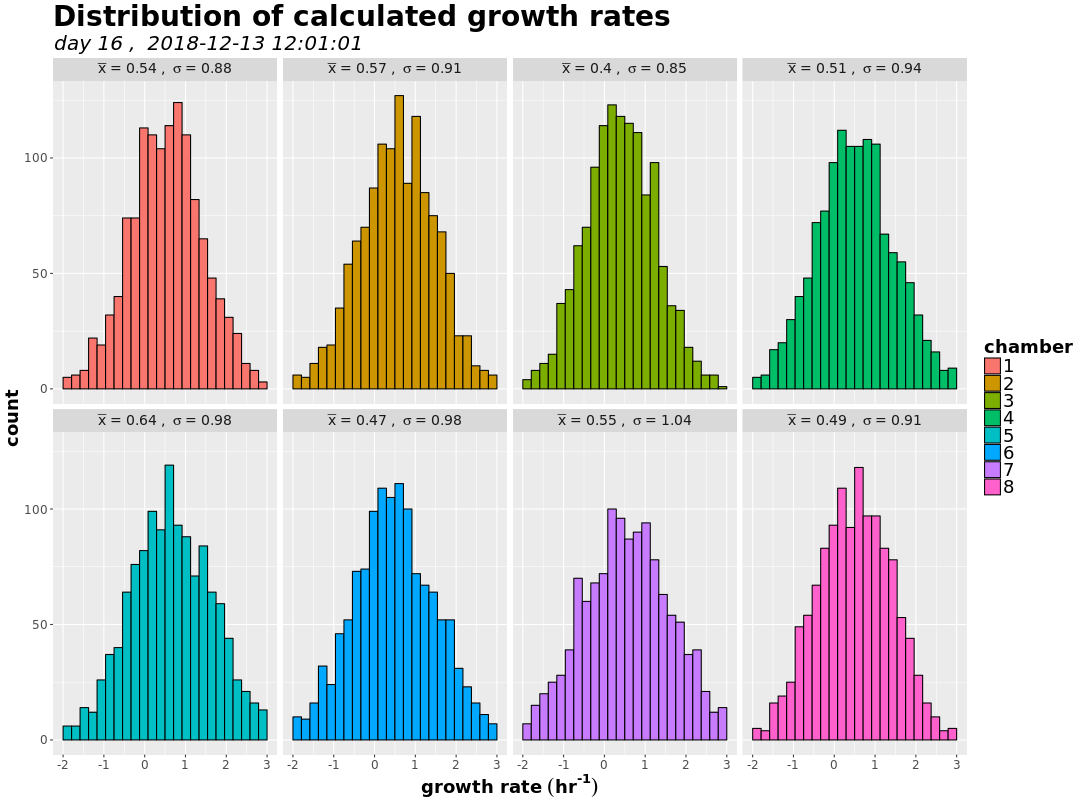 Distribution of calculated growth rates
day 16 ,  2018-12-13 12:01:01
x̅ = 0.54 ,  σ = 0.88
x̅ = 0.57 ,  σ = 0.91
x̅ = 0.4 ,  σ = 0.85
x̅ = 0.51 ,  σ = 0.94
100
50
0
count
x̅ = 0.64 ,  σ = 0.98
x̅ = 0.47 ,  σ = 0.98
x̅ = 0.55 ,  σ = 1.04
x̅ = 0.49 ,  σ = 0.91
100
50
0
-2 -1 0 1 2 3
-2 -1 0 1 2 3
-2 -1 0 1 2 3
-2 -1 0 1 2 3
growth rate (hr⁻¹)
chamber
1
2
3
4
5
6
7
8